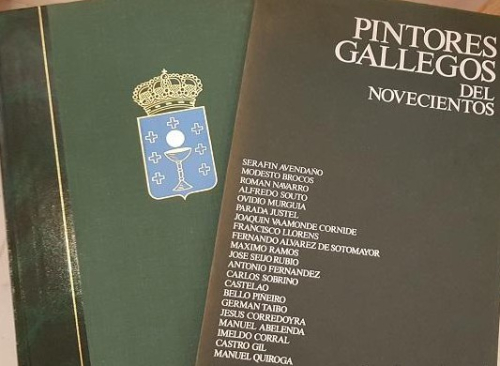 PINTORES
GALLEGOS
DEL
NOVECIENTOS
SERAFIN AVENDAÑO
MODESTO BROCOS
ROMAN NAVARRO
ALFREDO SOUTO
OVIDIO MURGUIA
PARADA JUSTEL
JOAQUIN VAAMONDE CORNIDE
FRANCISCO LLORENS
FERNANDO ALVAREZ DE SOTOMAYOR
MAXIMO RAMOS
JOSE SEIJO RUBIO
ANTONIO FERNANDEZ
CARLOS SOBRINO
CASTELAO
BELLO PIÑEIRO
GERMAN TAIBO
JESUS CORREDOYRA
MANUEL ABELENDA
IMELDO CORRAL
CASTRO GIL
MANUEL QUIROGA